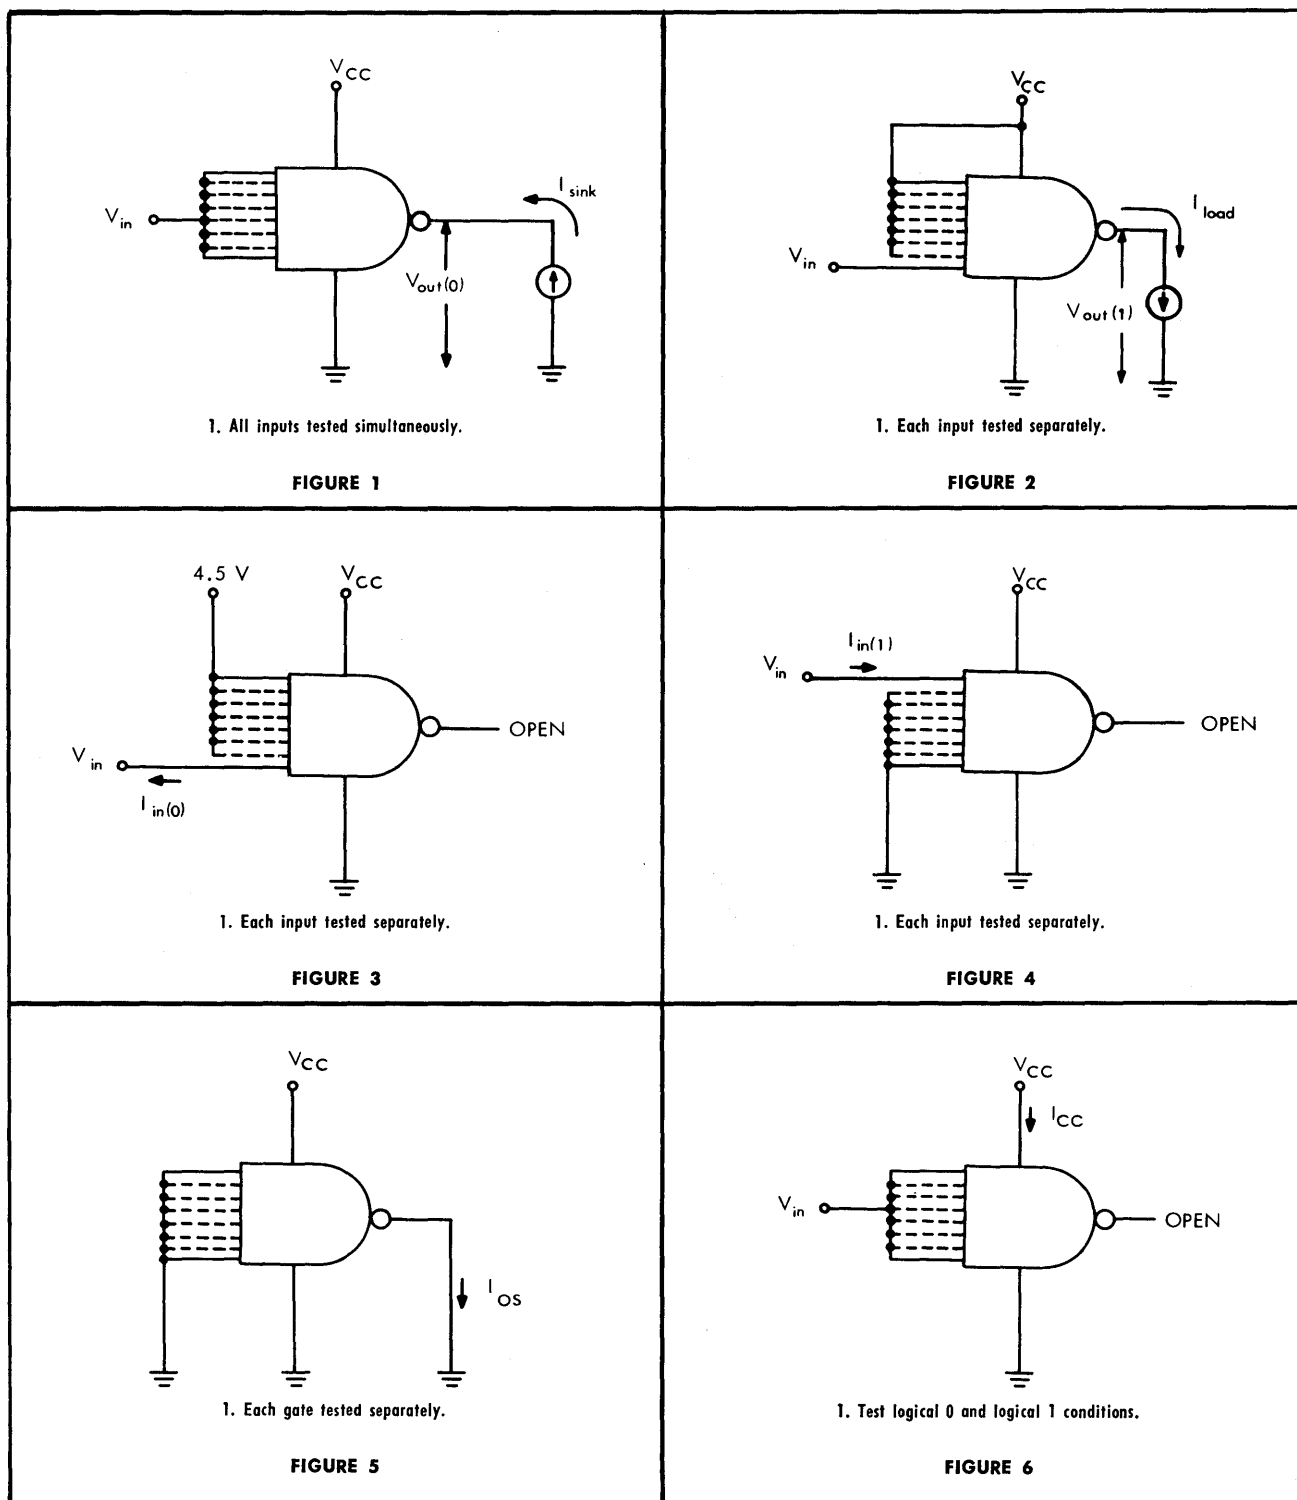 VCC
Vin
Isink
Vout(0)
1. All inputs tested simultaneously.
FIGURE 1
VCC
Vin
Iload
Vout(1)
1. Each input tested separately.
FIGURE 2
4.5 V
VCC
OPEN
Vin
Iin(0)
1. Each input tested separately.
FIGURE 3
VCC
Iin(1)
Vin
OPEN
1. Each input tested separately.
FIGURE 4
VCC
IOS
1. Each gate tested separately.
FIGURE 5
VCC
ICC
Vin
OPEN
1. Test logical 0 and logical 1 conditions.
FIGURE 6